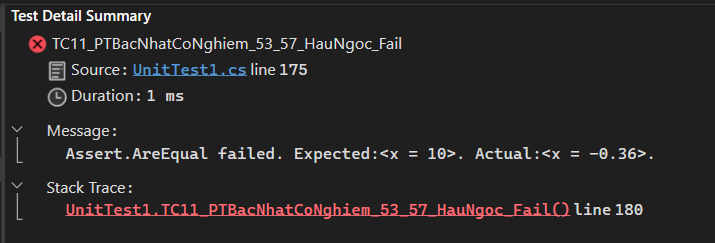 Test Detail Summary
TC11_PTBacNhatCoNghiem_53_57_HauNgoc_Fail
Source: UnitTest1.cs line 175
Duration: 1 ms
Message:
Assert.AreEqual failed. Expected:<x = 10>. Actual:<x = -0.36>.
Stack Trace:
UnitTest1.TC11_PTBacNhatCoNghiem_53_57_HauNgoc_Fail() line 180